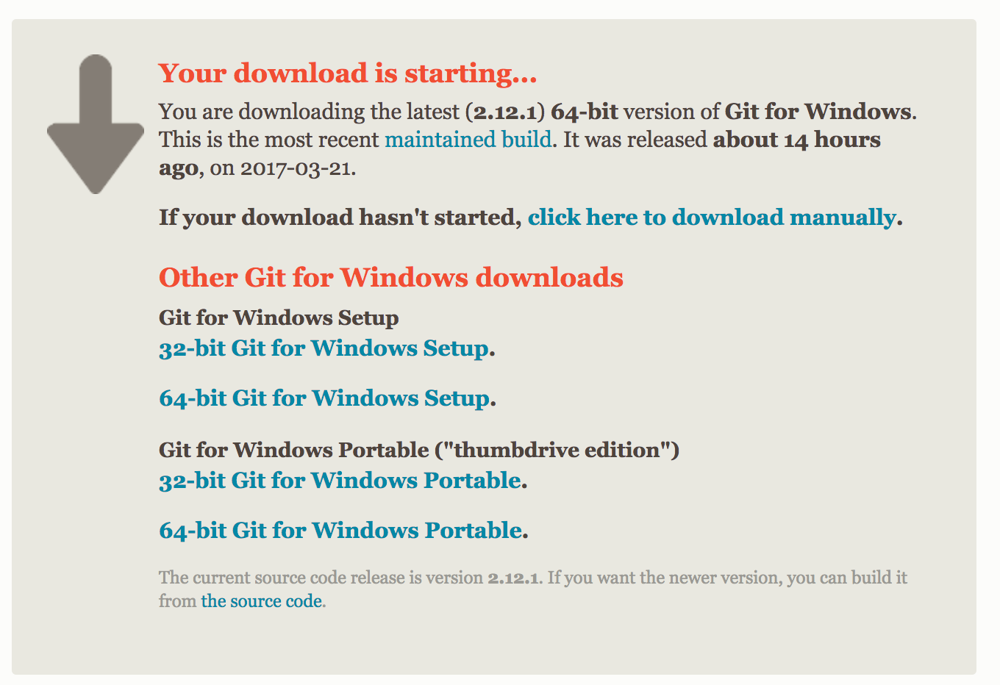 Your download is starting...
You are downloading the latest (2.12.1) 64-bit version of Git for Windows.
This is the most recent maintained build. It was released about 14 hours
ago, on 2017-03-21.
If your download hasn't started, click here to download manually.
Other Git for Windows downloads
Git for Windows Setup
32-bit Git for Windows Setup.
64-bit Git for Windows Setup.
Git for Windows Portable ("thumbdrive edition")
32-bit Git for Windows Portable.
64-bit Git for Windows Portable.
The current source code release is version 2.12.1. If you want the newer version, you can build it
from the source code.